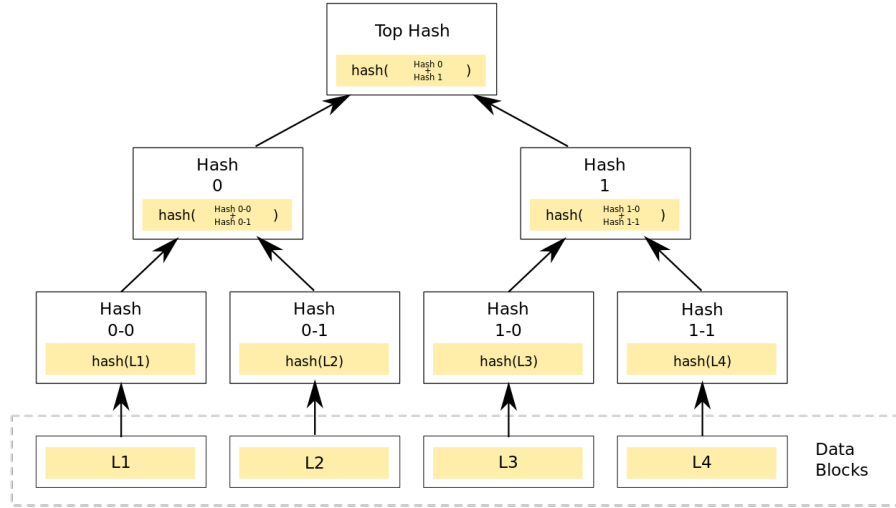 Top Hash
hash( Hash 0 + Hash 1 )
Hash
0
hash( Hash 0-0 + Hash 0-1 )
Hash
1
hash( Hash 1-0 + Hash 1-1 )
Hash
0-0
hash(L1)
Hash
0-1
hash(L2)
Hash
1-0
hash(L3)
Hash
1-1
hash(L4)
L1
L2
L3
L4
Data
Blocks